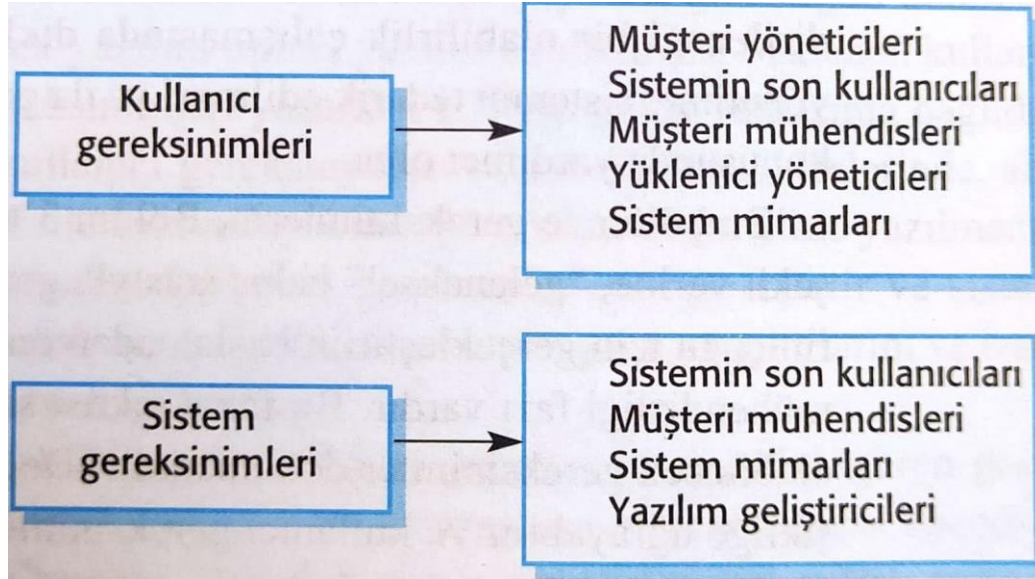 Kullanıcı
gereksinimleri
Müşteri yöneticileri
Sistemin son kullanıcıları
Müşteri mühendisleri
Yüklenici yöneticileri
Sistem mimarları
Sistem
gereksinimleri
Sistemin son kullanıcıları
Müşteri mühendisleri
Sistem mimarları
Yazılım geliştiricileri